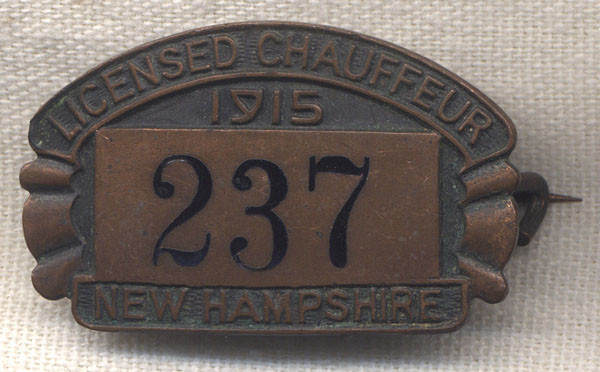 LICENSED CHAUFFEUR
1915
237
NEW HAMPSHIRE